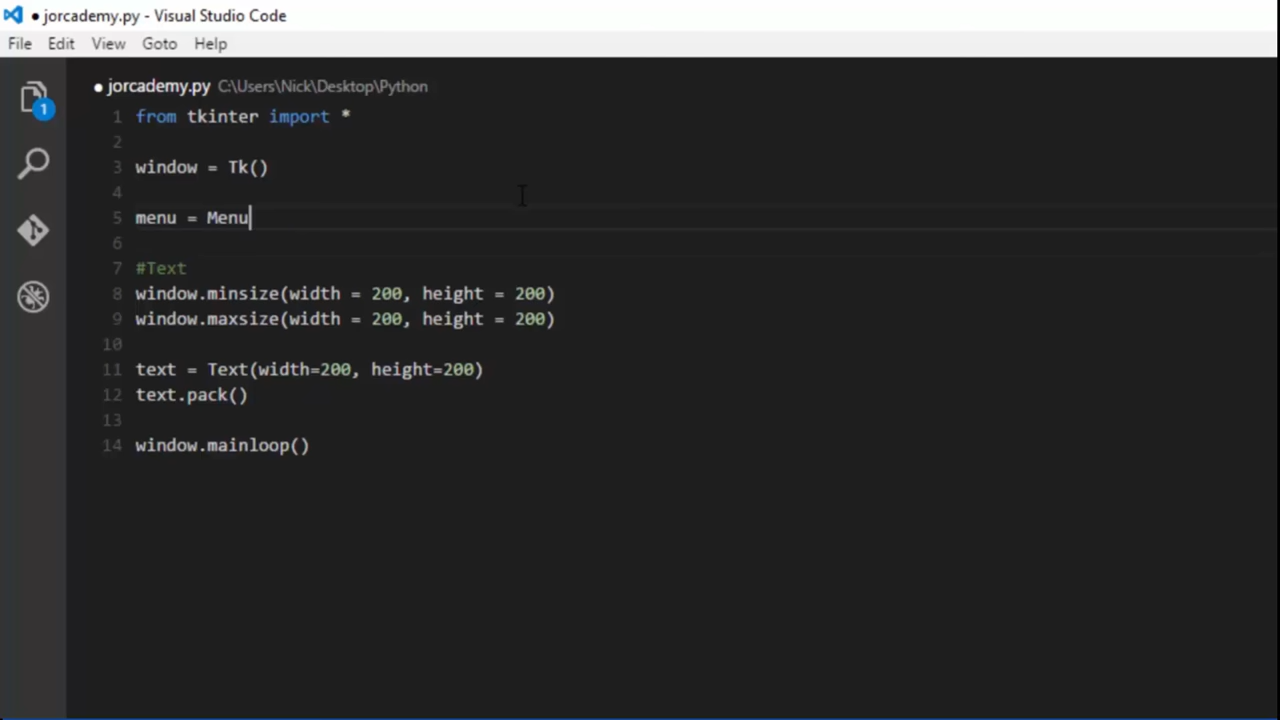 ● jorcademy.py - Visual Studio Code
File Edit View Goto Help
● jorcademy.py C:\Users\Nick\Desktop\Python
1
1 from tkinter import *
2
3 window = Tk()
4
5 menu = Menu
6
7 #Text
8 window.minsize(width = 200, height = 200)
9 window.maxsize(width = 200, height = 200)
10
11 text = Text(width=200, height=200)
12 text.pack()
13
14 window.mainloop()